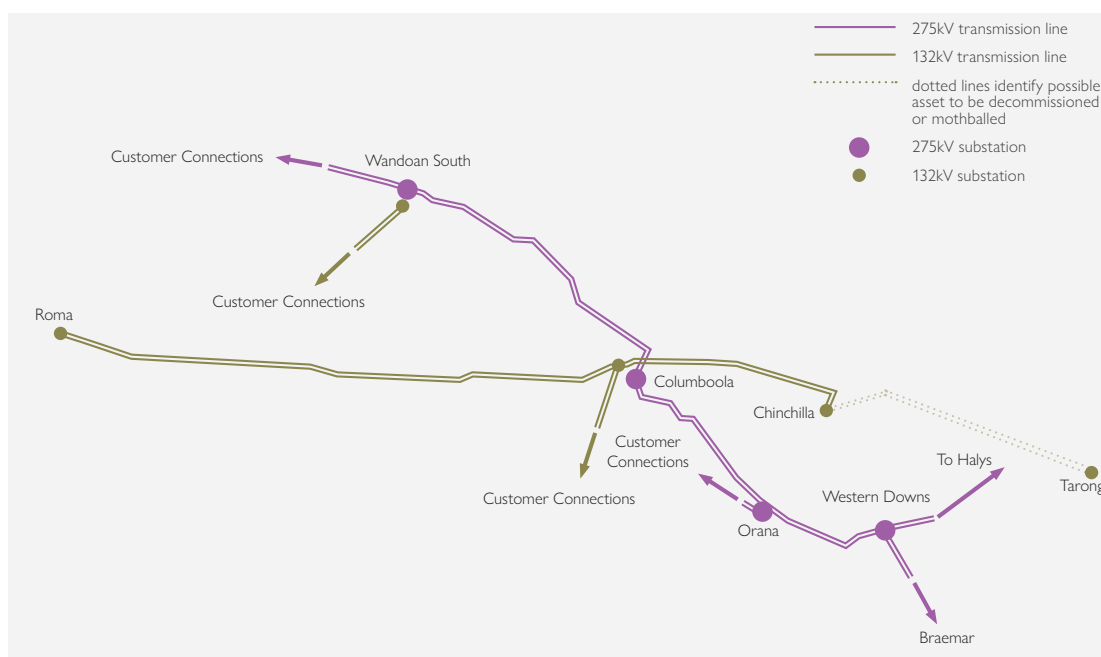 275kV transmission line
132kV transmission line
dotted lines identify possible
asset to be decommissioned
or mothballed
275kV substation
132kV substation
Customer Connections
Wandoan South
Customer Connections
Roma
Columboola
Chinchilla
Customer
Connections
Customer Connections
To Halys
Western Downs
Tarong
Orana
Braemar